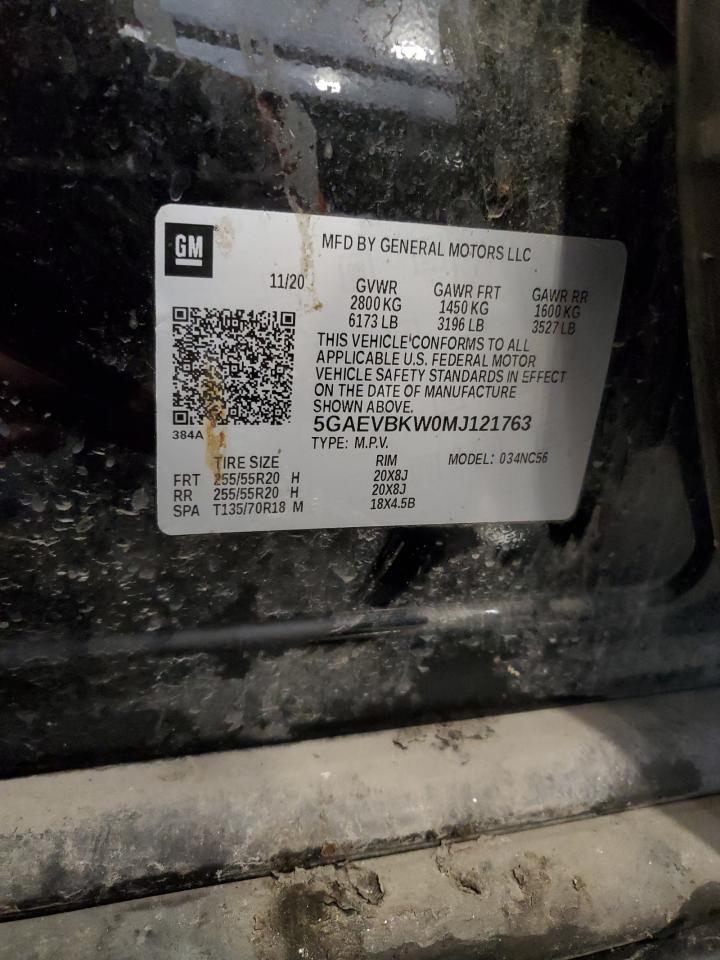 GM
MFD BY GENERAL MOTORS LLC
11/20
GVWR GAWR FRT GAWR RR
2800 KG 1450 KG 1600 KG
6173 LB 3196 LB 3527 LB
THIS VEHICLE CONFORMS TO ALL
APPLICABLE U.S. FEDERAL MOTOR
VEHICLE SAFETY STANDARDS IN EFFECT
ON THE DATE OF MANUFACTURE
SHOWN ABOVE.
384A
5GAEVBKW0MJ121763
TYPE: M.P.V.
TIRE SIZE RIM MODEL: 034NC56
FRT 255/55R20 H 20X8J
RR 255/55R20 H 20X8J
SPA T135/70R18 M 18X4.5B